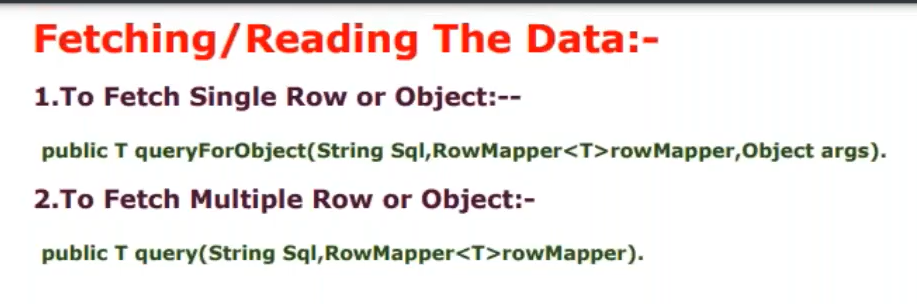 Fetching/Reading The Data:-
1.To Fetch Single Row or Object:--
public T queryForObject(String Sql,RowMapper<T>rowMapper,Object args).
2.To Fetch Multiple Row or Object:-
public T query(String Sql,RowMapper<T>rowMapper).